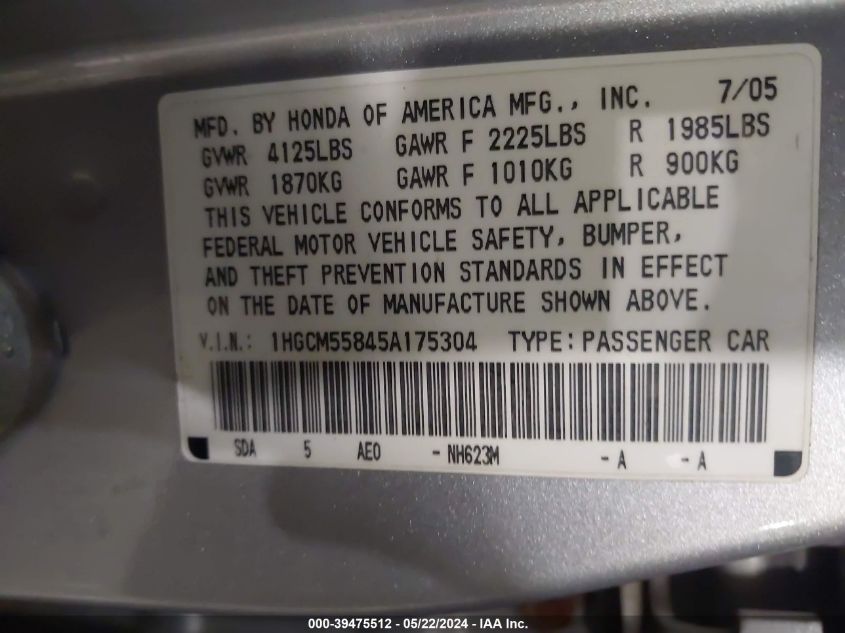 MFD. BY HONDA OF AMERICA MFG., INC. 7/05
GVWR 4125LBS GAWR F 2225LBS R 1985LBS
GVWR 1870KG GAWR F 1010KG R 900KG
THIS VEHICLE CONFORMS TO ALL APPLICABLE
FEDERAL MOTOR VEHICLE SAFETY, BUMPER,
AND THEFT PREVENTION STANDARDS IN EFFECT
ON THE DATE OF MANUFACTURE SHOWN ABOVE.
V.I.N.: 1HGCM55845A175304 TYPE: PASSENGER CAR
SDA 5 AE0 - NH623M - A - A
000-39475512 - 05/22/2024 - IAA Inc.